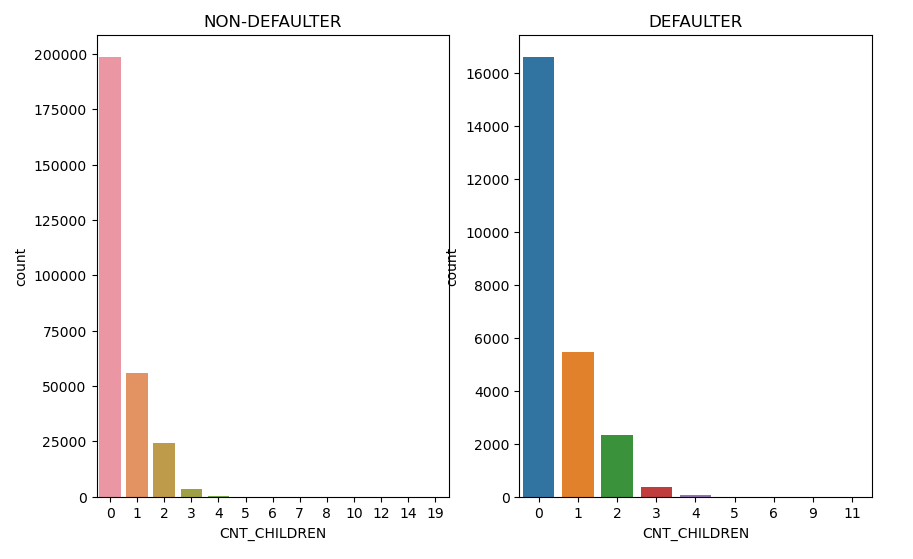 NON-DEFAULTER
200000
175000
150000
125000
100000
75000
50000
25000
0
count
0 1 2 3 4 5 6 7 8 10 12 14 19
CNT_CHILDREN
DEFAULTER
16000
14000
12000
10000
8000
6000
4000
2000
0
count
0 1 2 3 4 5 6 9 11
CNT_CHILDREN